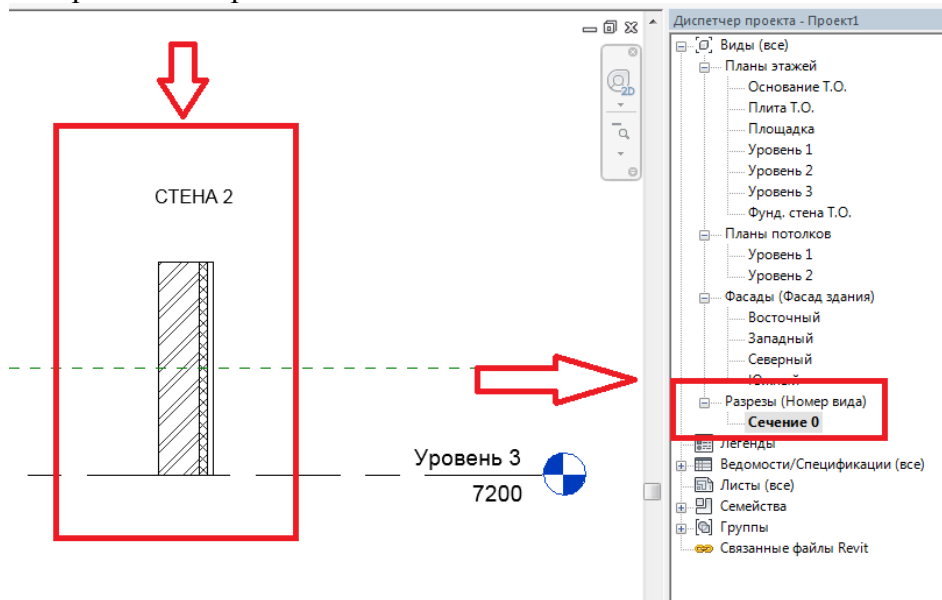 Диспетчер проекта - Проект1
Виды (все)
Планы этажей
Основание Т.О.
Плита Т.О.
Площадка
Уровень 1
Уровень 2
Уровень 3
Фунд. стена Т.О.
Планы потолков
Уровень 1
Уровень 2
Фасады (Фасад здания)
Восточный
Западный
Северный
Южный
Разрезы (Номер вида)
Сечение 0
Легенды
Ведомости/Спецификации (все)
Листы (все)
Семейства
Группы
Связанные файлы Revit
2D
СТЕНА 2
Уровень 3
7200